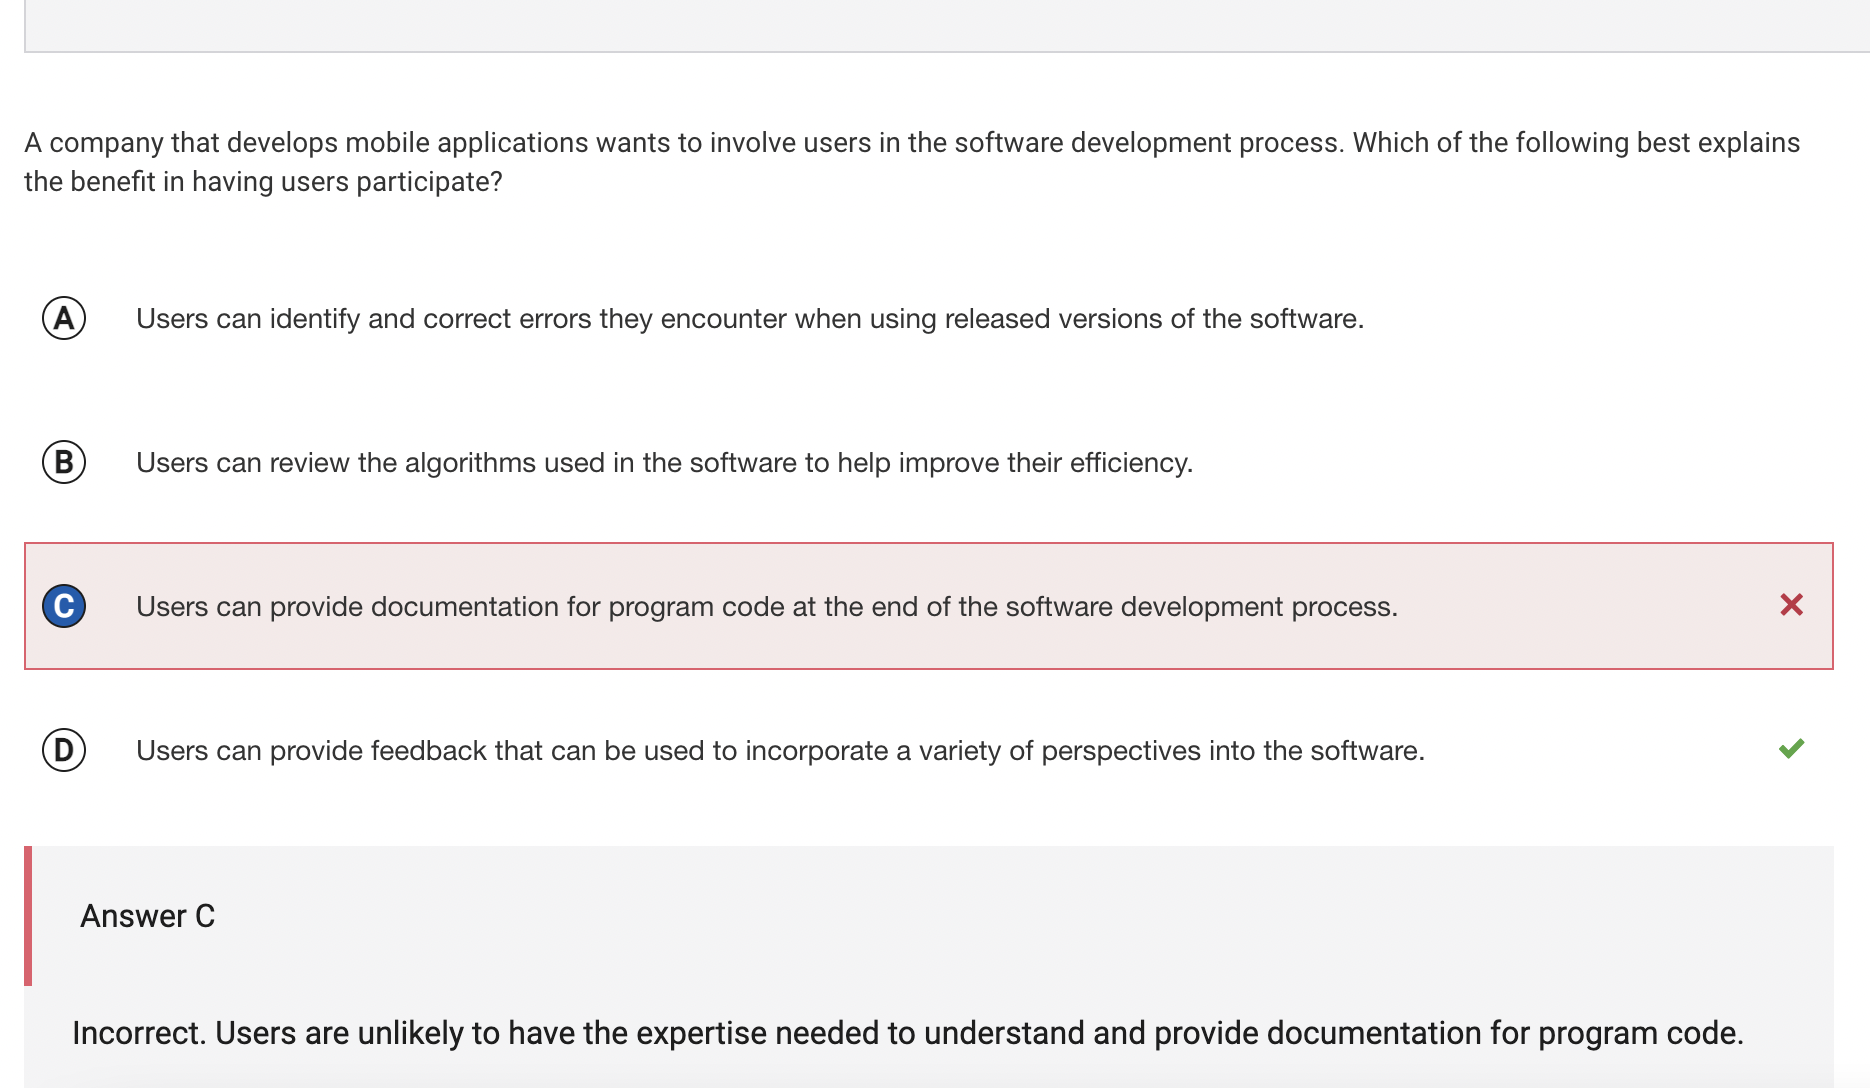 A company that develops mobile applications wants to involve users in the software development process. Which of the following best explains
the benefit in having users participate?
A Users can identify and correct errors they encounter when using released versions of the software.
B Users can review the algorithms used in the software to help improve their efficiency.
C Users can provide documentation for program code at the end of the software development process.
D Users can provide feedback that can be used to incorporate a variety of perspectives into the software.
Answer C
Incorrect. Users are unlikely to have the expertise needed to understand and provide documentation for program code.